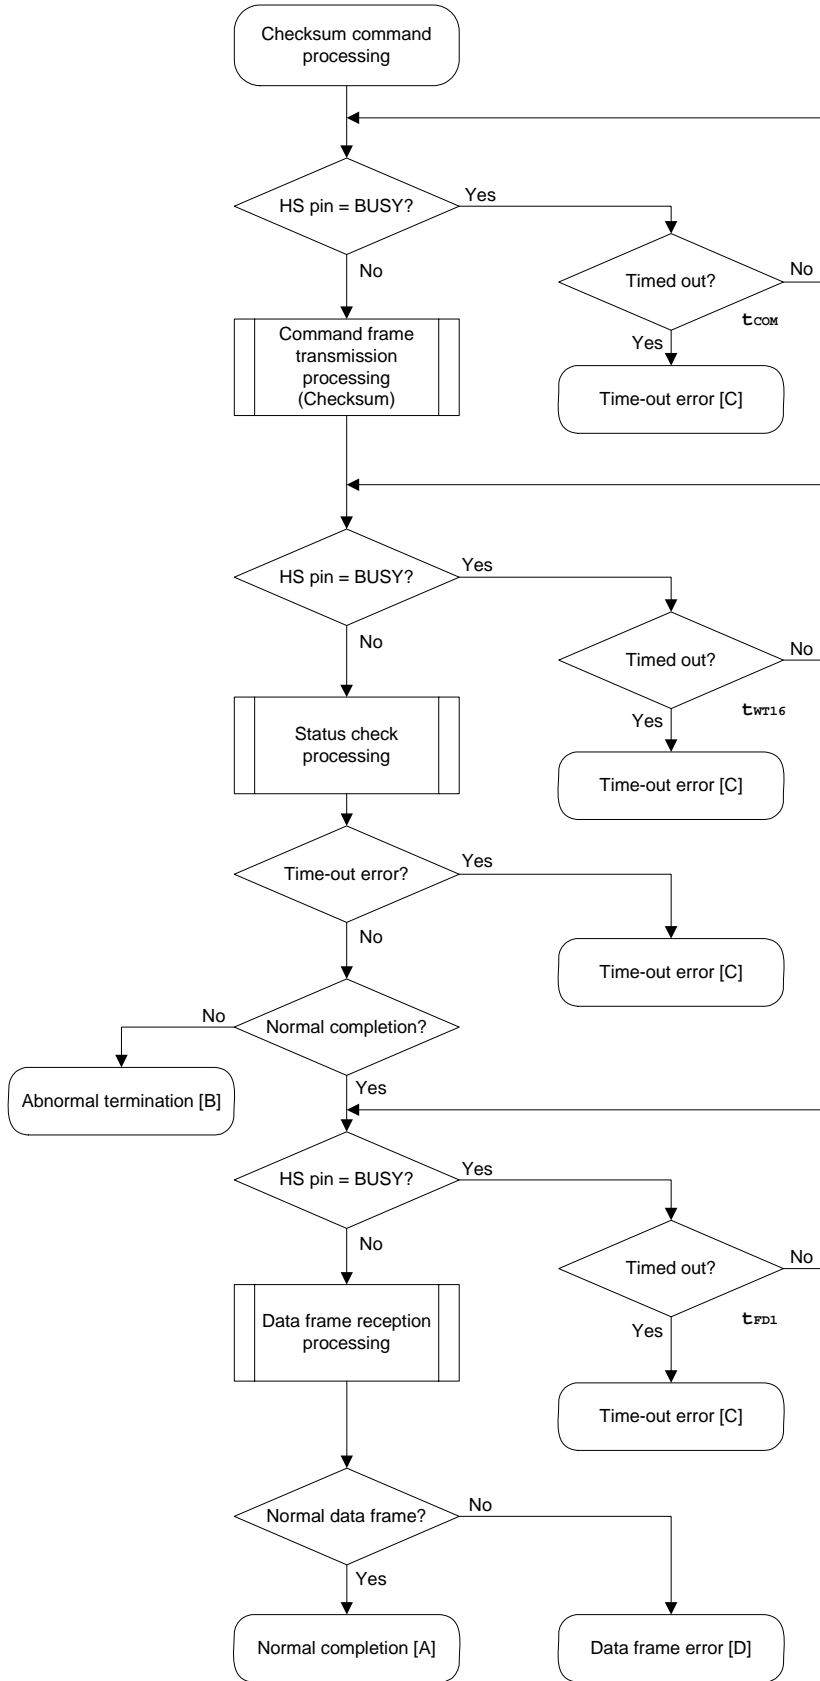 Checksum command
processing
HS pin = BUSY?
Yes
No
Timed out?
No
tCOM
Yes
Time-out error [C]
Command frame
transmission
processing
(Checksum)
HS pin = BUSY?
Yes
No
Timed out?
No
tWT16
Yes
Time-out error [C]
Status check
processing
Time-out error?
Yes
No
Time-out error [C]
Normal completion?
No
Yes
Abnormal termination [B]
HS pin = BUSY?
Yes
No
Timed out?
No
tFD1
Yes
Time-out error [C]
Data frame reception
processing
Normal data frame?
No
Yes
Normal completion [A]
Data frame error [D]